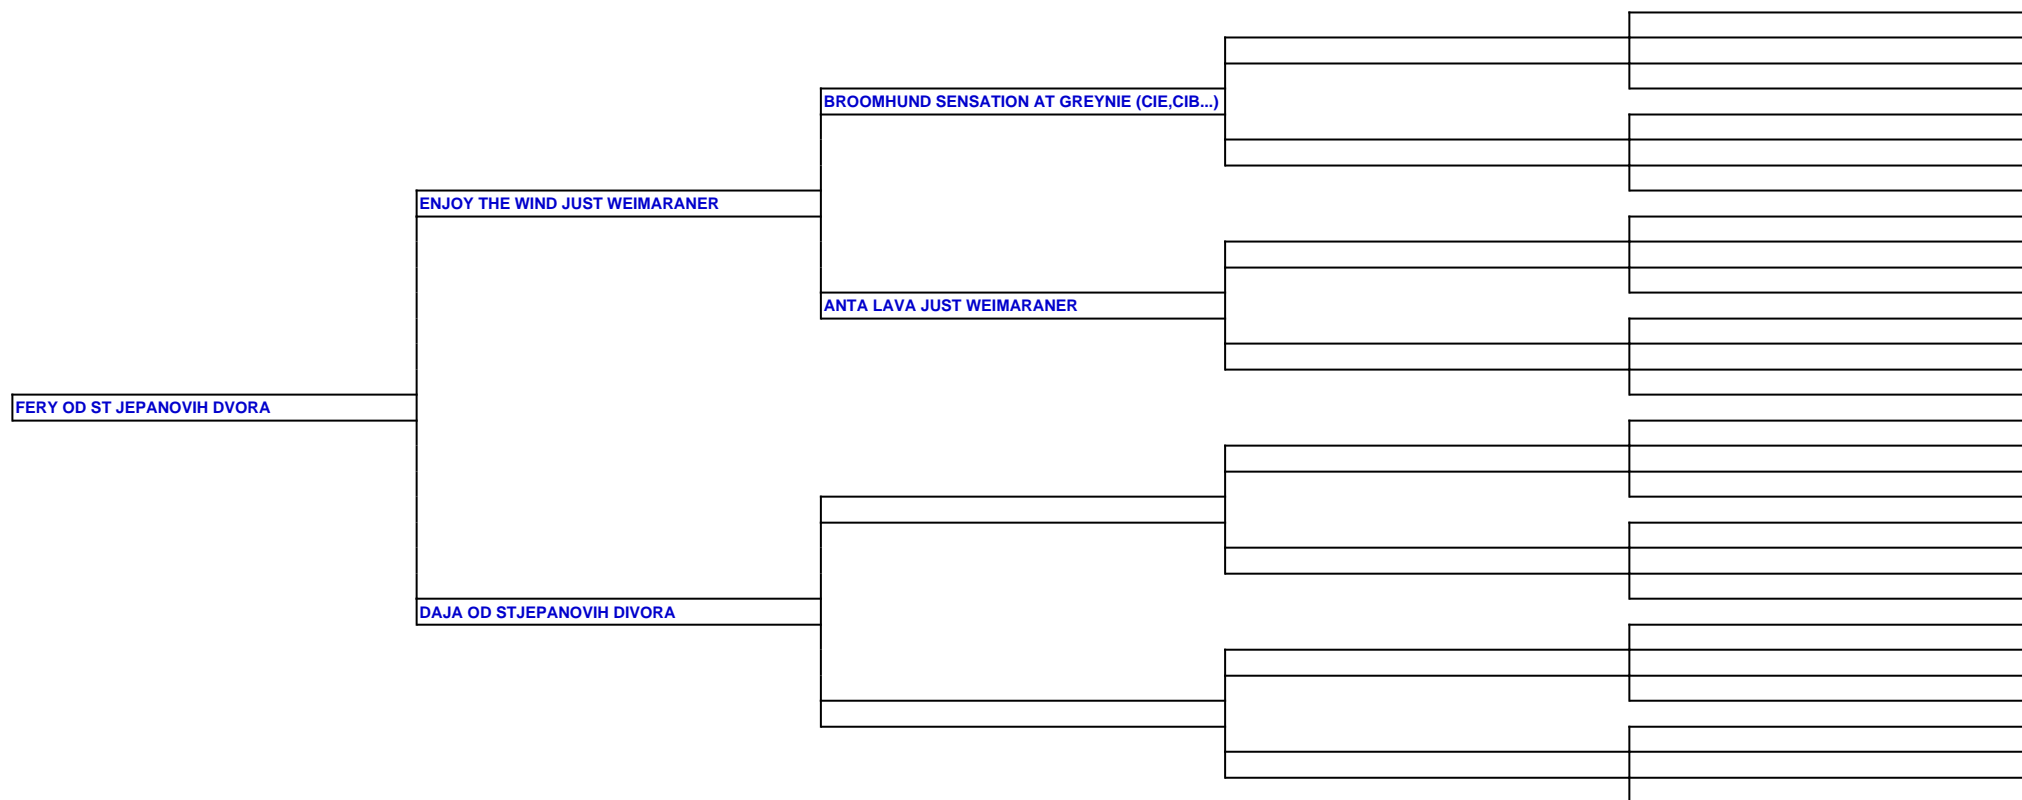 BROOMHUND SENSATION AT GREYNIE (CIE,CIB...)
ENJOY THE WIND JUST WEIMARANER
ANTA LAVA JUST WEIMARANER
FERY OD ST JEPANOVIH DVORA
DAJA OD STJEPANOVIH DIVORA